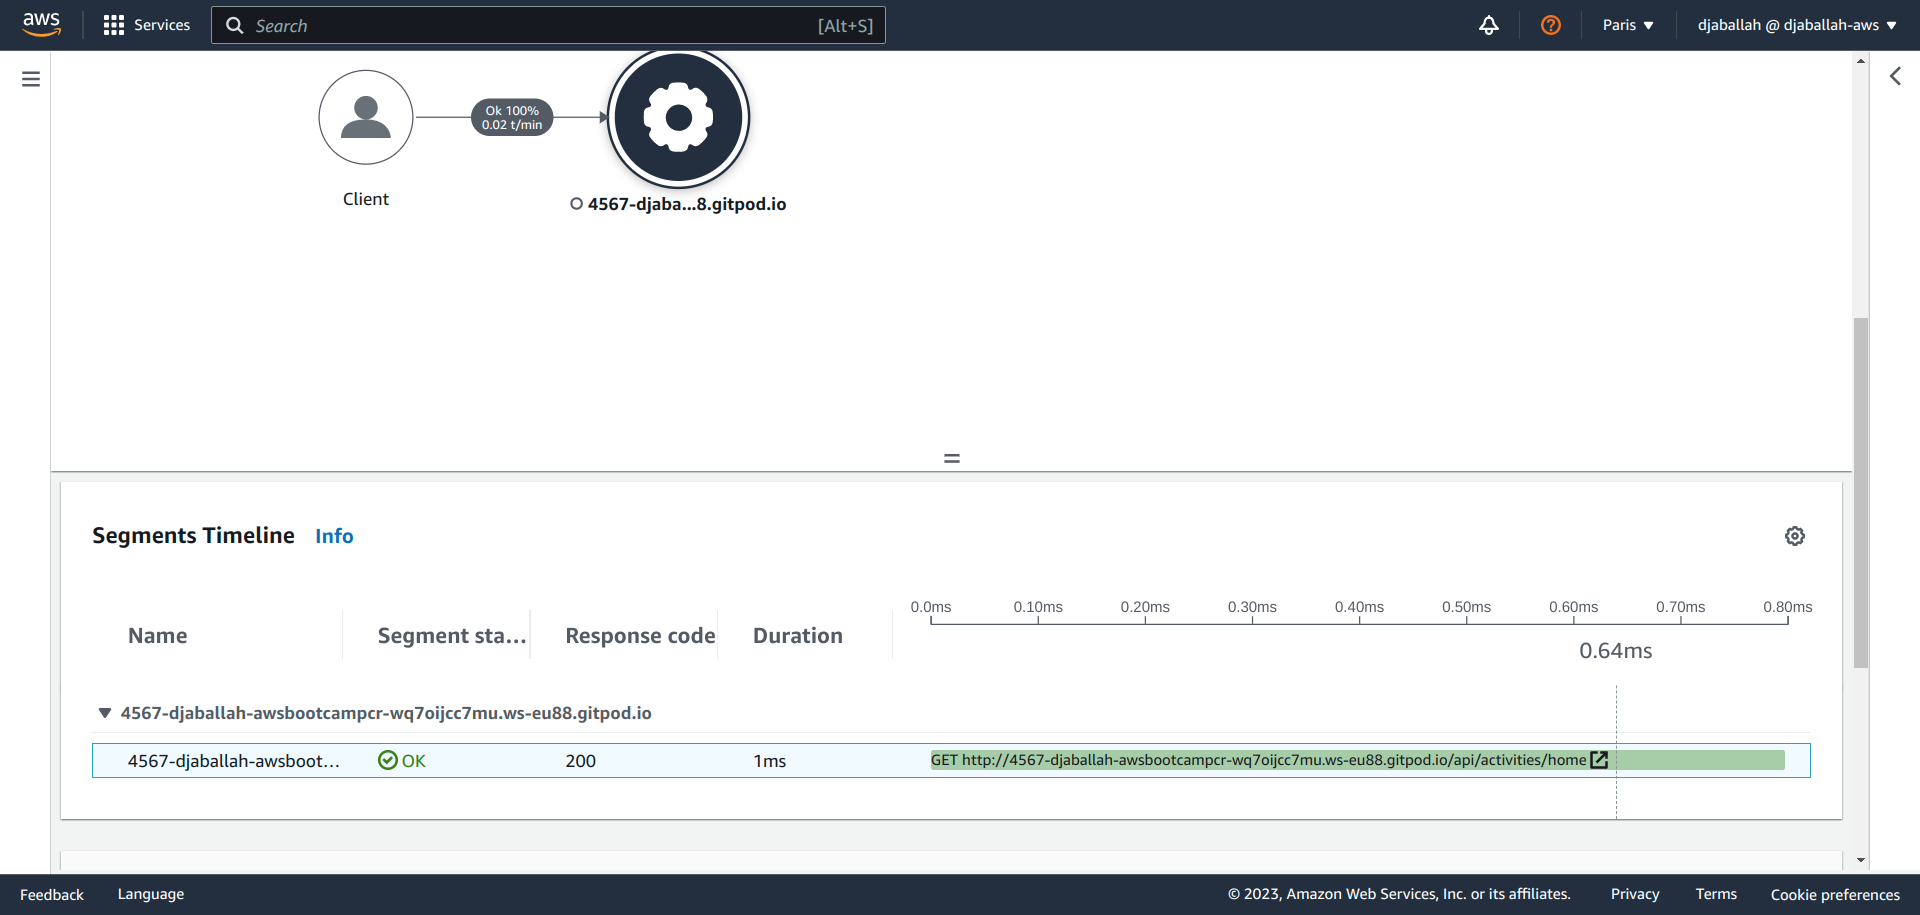 aws
Services
Search
[Alt+S]
Paris
djaballah @ djaballah-aws
Ok 100%
0.02 t/min
Client
4567-djaba...8.gitpod.io
Segments Timeline
Info
0.0ms 0.10ms 0.20ms 0.30ms 0.40ms 0.50ms 0.60ms 0.70ms 0.80ms
Name Segment sta... Response code Duration
0.64ms
4567-djaballah-awsbootcampcr-wq7oijcc7mu.ws-eu88.gitpod.io
4567-djaballah-awsboot... OK 200 1ms GET http://4567-djaballah-awsbootcampcr-wq7oijcc7mu.ws-eu88.gitpod.io/api/activities/home
Feedback Language © 2023, Amazon Web Services, Inc. or its affiliates. Privacy Terms Cookie preferences